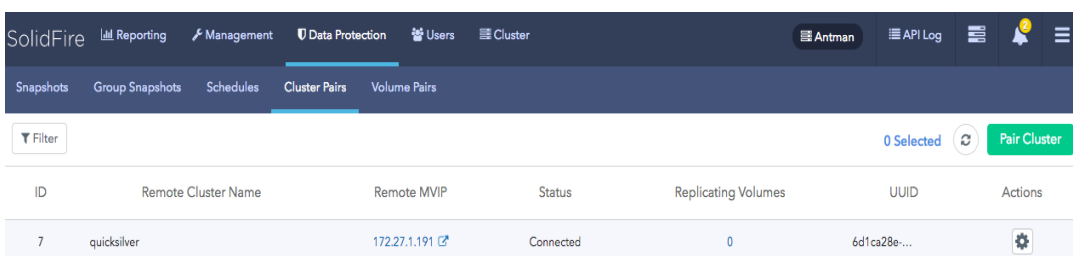 SolidFire Reporting Management Data Protection Users Cluster Antman API Log 2
Snapshots Group Snapshots Schedules Cluster Pairs Volume Pairs
Filter 0 Selected Pair Cluster
ID Remote Cluster Name Remote MVIP Status Replicating Volumes UUID Actions
7 quicksilver 172.27.1.191 Connected 0 6d1ca28e-...